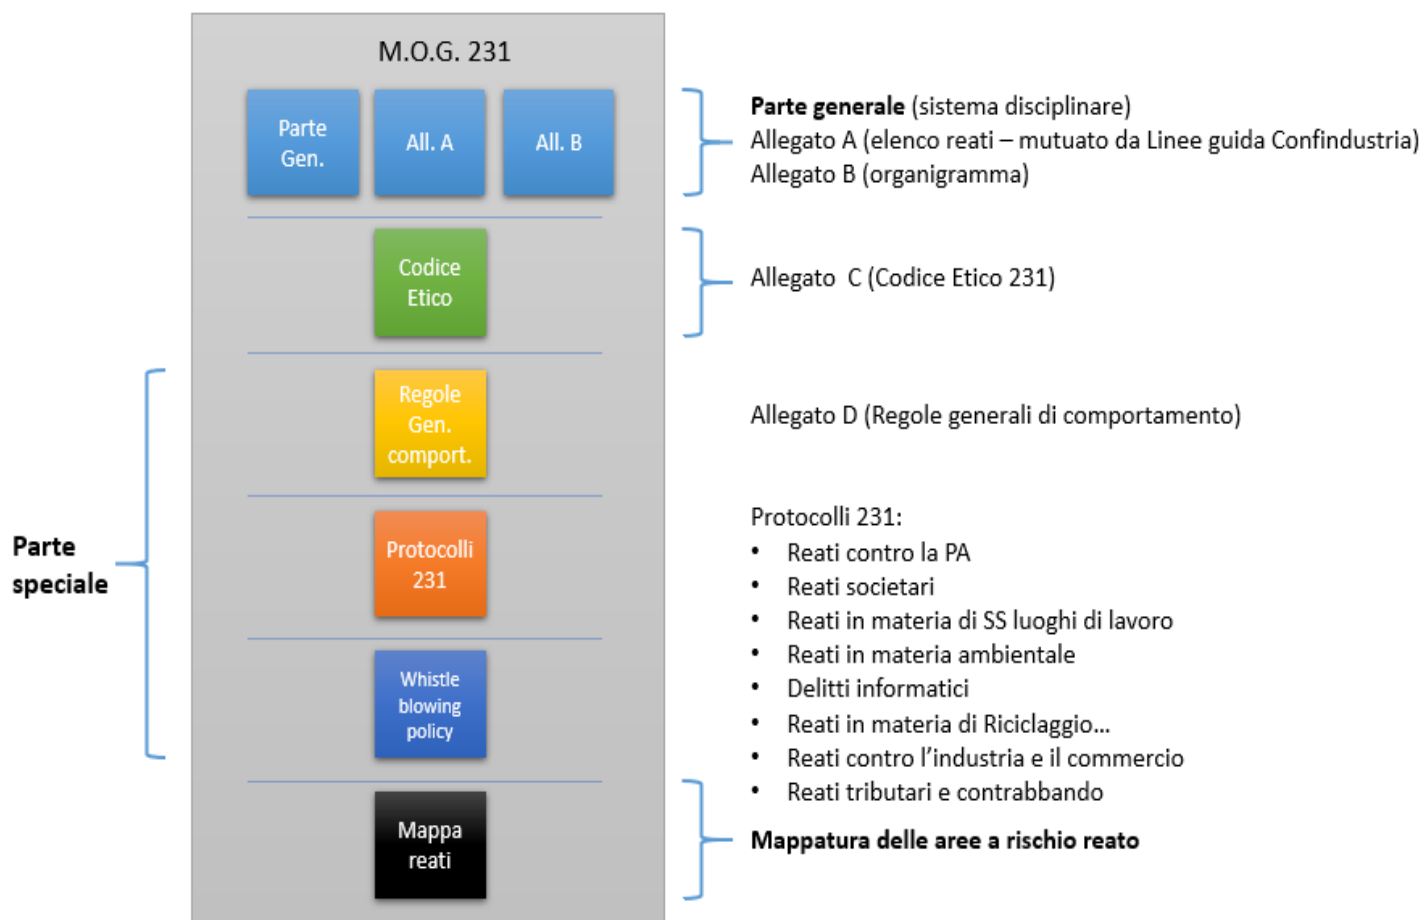 M.O.G. 231
Parte
Gen.
All. A
All. B
Parte generale (sistema disciplinare)
Allegato A (elenco reati – mutuato da Linee guida Confindustria)
Allegato B (organigramma)
Codice
Etico
Allegato C (Codice Etico 231)
Parte
speciale
Regole
Gen.
comport.
Allegato D (Regole generali di comportamento)
Protocolli
231
Protocolli 231:
• Reati contro la PA
• Reati societari
• Reati in materia di SS luoghi di lavoro
• Reati in materia ambientale
• Delitti informatici
• Reati in materia di Riciclaggio…
• Reati contro l’industria e il commercio
• Reati tributari e contrabbando
Whistle
blowing
policy
Mappa
reati
Mappatura delle aree a rischio reato